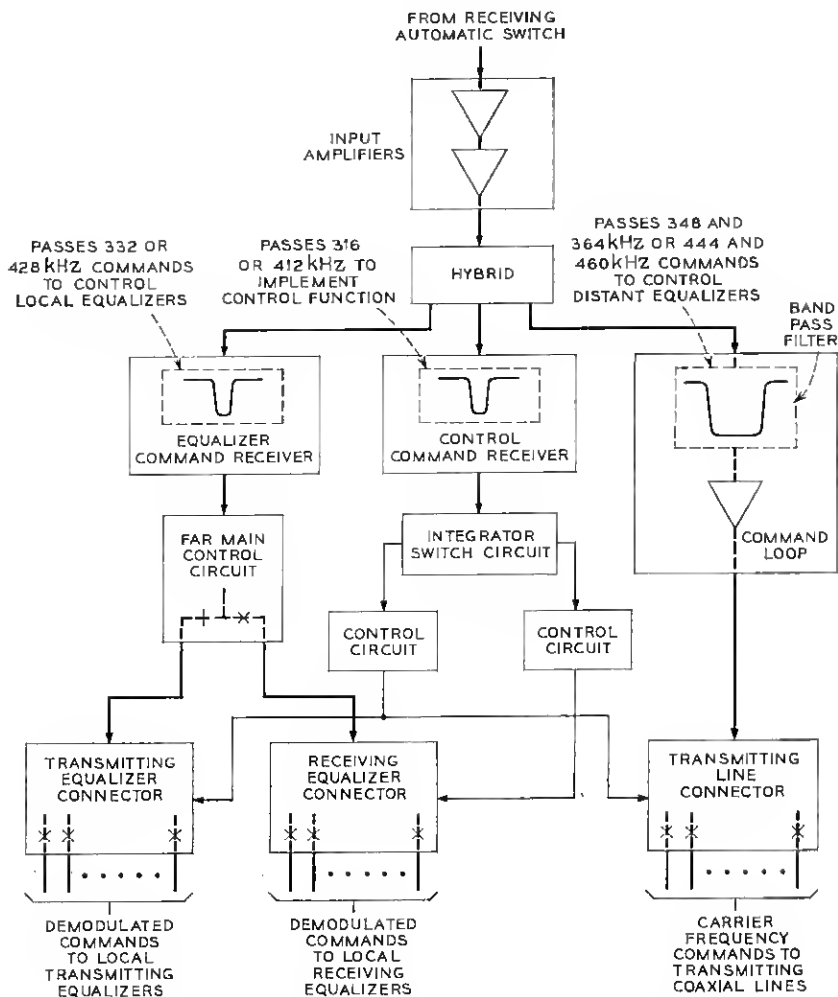 FROM RECEIVING
AUTOMATIC SWITCH
INPUT
AMPLIFIERS
HYBRID
PASSES 332 OR
428 kHz COMMANDS
TO CONTROL
LOCAL EQUALIZERS
PASSES 316
OR 412 kHz TO
IMPLEMENT
CONTROL FUNCTION
PASSES 348 AND
364 kHz OR 444 AND
460 kHz COMMANDS
TO CONTROL
DISTANT EQUALIZERS
BAND
PASS
FILTER
EQUALIZER
COMMAND RECEIVER
CONTROL
COMMAND RECEIVER
COMMAND
LOOP
FAR MAIN
CONTROL
CIRCUIT
INTEGRATOR
SWITCH CIRCUIT
CONTROL
CIRCUIT
CONTROL
CIRCUIT
TRANSMITTING
EQUALIZER
CONNECTOR
RECEIVING
EQUALIZER
CONNECTOR
TRANSMITTING
LINE
CONNECTOR
DEMODULATED
COMMANDS
TO LOCAL
TRANSMITTING
EQUALIZERS
DEMODULATED
COMMANDS
TO LOCAL
RECEIVING
EQUALIZERS
CARRIER
FREQUENCY
COMMANDS TO
TRANSMITTING
COAXIAL LINES